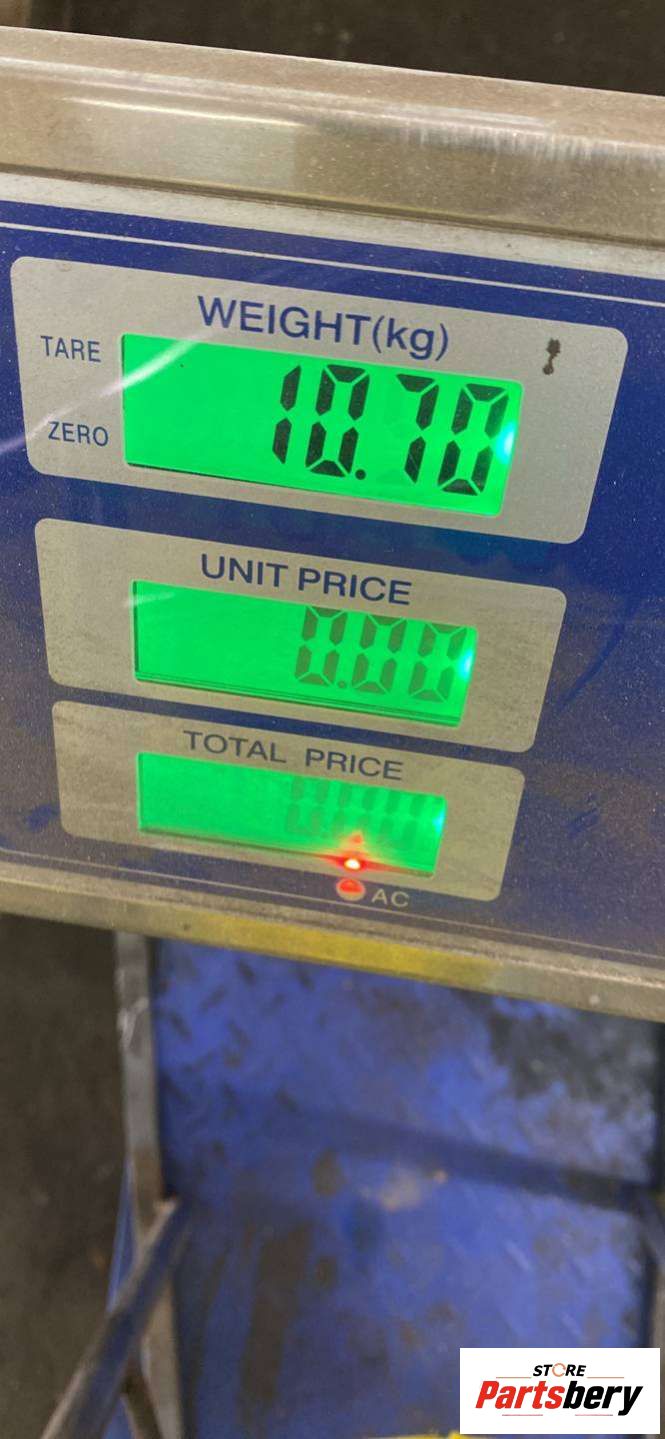 WEIGHT(kg)
TARE
10.70
ZERO
UNIT PRICE
0.00
TOTAL PRICE
AC
STORE
Partsbery